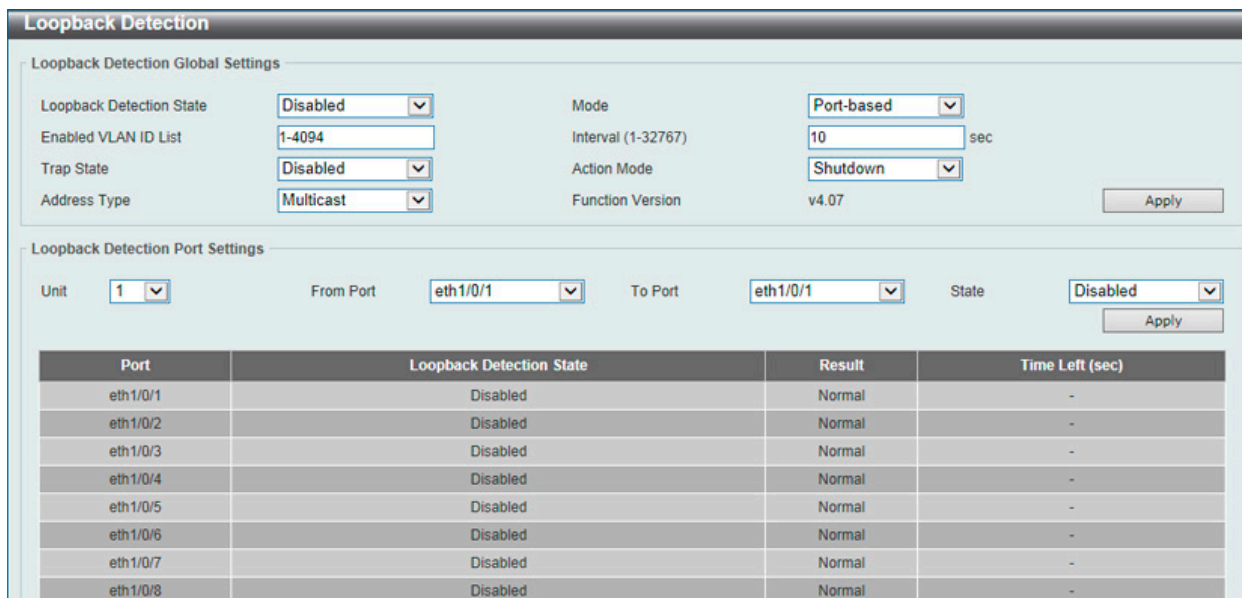 Loopback Detection
Loopback Detection Global Settings
Loopback Detection State Disabled Mode Port-based
Enabled VLAN ID List 1-4094 Interval (1-32767) 10 sec
Trap State Disabled Action Mode Shutdown
Address Type Multicast Function Version v4.07 Apply
Loopback Detection Port Settings
Unit 1 From Port eth1/0/1 To Port eth1/0/1 State Disabled
Apply
Port Loopback Detection State Result Time Left (sec)
eth1/0/1 Disabled Normal -
eth1/0/2 Disabled Normal -
eth1/0/3 Disabled Normal -
eth1/0/4 Disabled Normal -
eth1/0/5 Disabled Normal -
eth1/0/6 Disabled Normal -
eth1/0/7 Disabled Normal -
eth1/0/8 Disabled Normal -